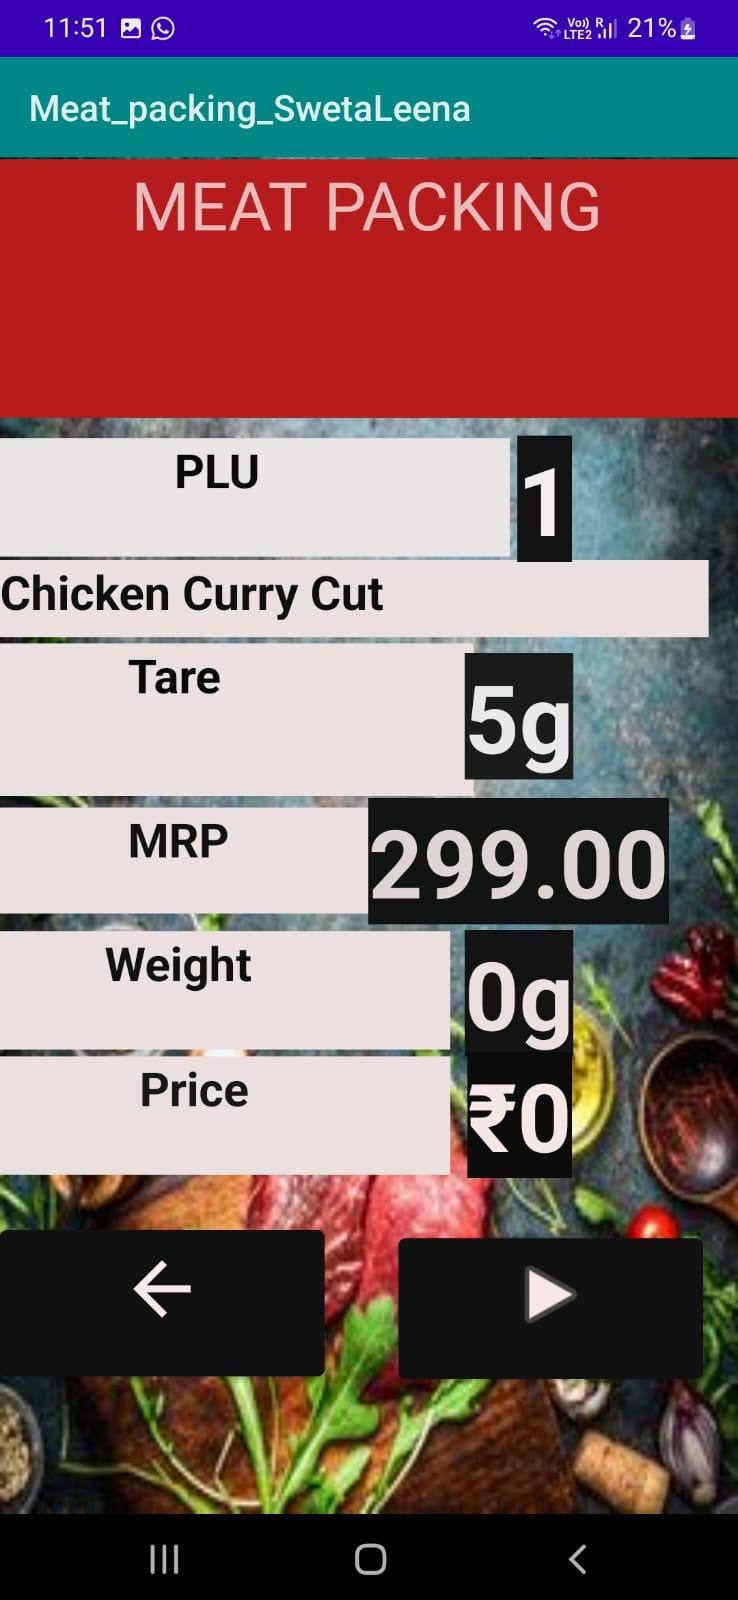 11:51 Vo)) R 21%
LTE2
Meat_packing_SwetaLeena
MEAT PACKING
PLU 1
Chicken Curry Cut
Tare 5g
MRP 299.00
Weight 0g
Price ₹0